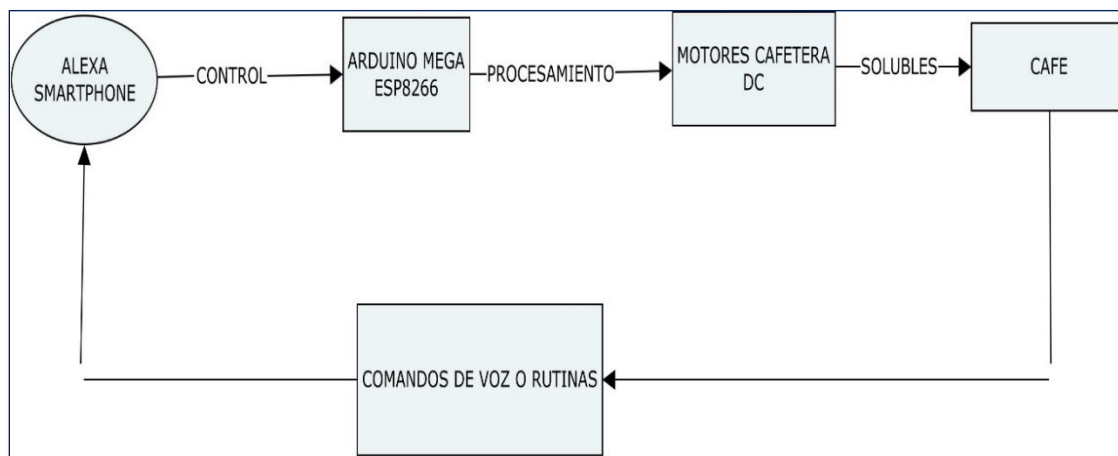 ALEXA
SMARTPHONE
CONTROL
ARDUINO MEGA
ESP8266
PROCESAMIENTO
MOTORES CAFETERA
DC
SOLUBLES
CAFE
COMANDOS DE VOZ O RUTINAS